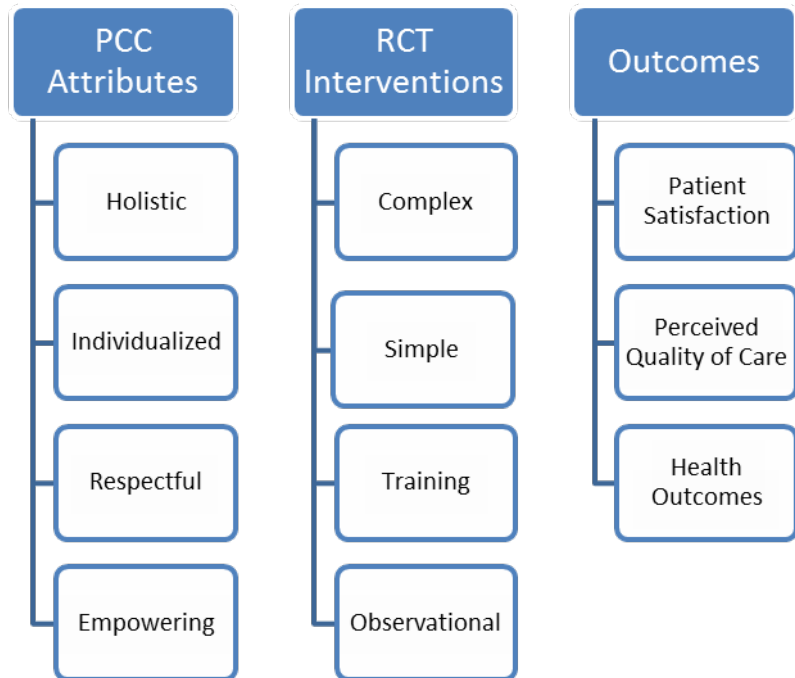 PCC
Attributes
Holistic
Individualized
Respectful
Empowering
RCT
Interventions
Complex
Simple
Training
Observational
Outcomes
Patient
Satisfaction
Perceived
Quality of Care
Health
Outcomes